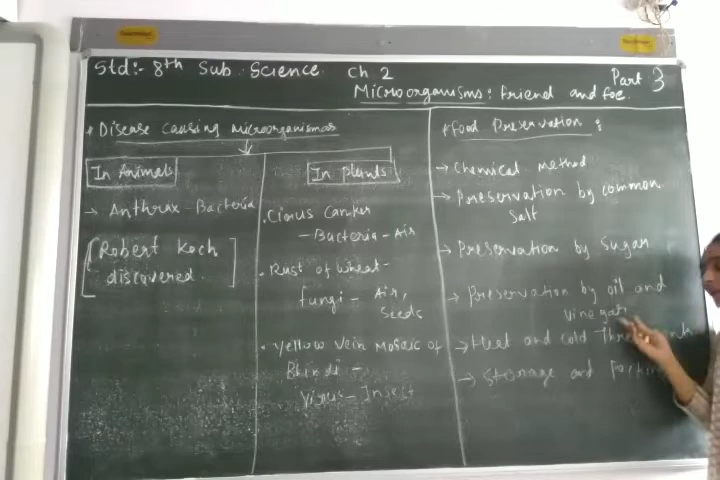 Std:- 8th Sub. Science Ch 2 Part 3
Microorganisms: friend and foe.
* Disease causing microorganismas
In Animals
→ Anthrax - Bacteria
[Robert Koch
discovered.]
In plants
• Citrus Canker
- Bacteria - Air
• Rust of wheat -
fungi - Air,
Seeds
• Yellow vein Mosaic of
Bhindi -
Virus - Insect
* Food Preservation :
→ Chemical method
→ Preservation by common
Salt
→ Preservation by Sugar
→ Preservation by oil and
vinegar
→ Heat and cold
→ Storage and